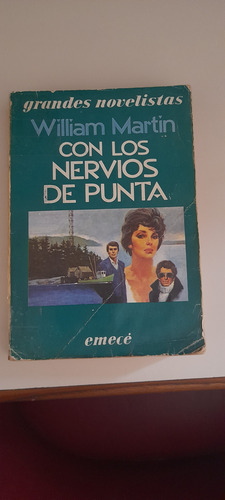 grandes novelistas
William Martin
CON LOS
NERVIOS
DE PUNTA
emecé